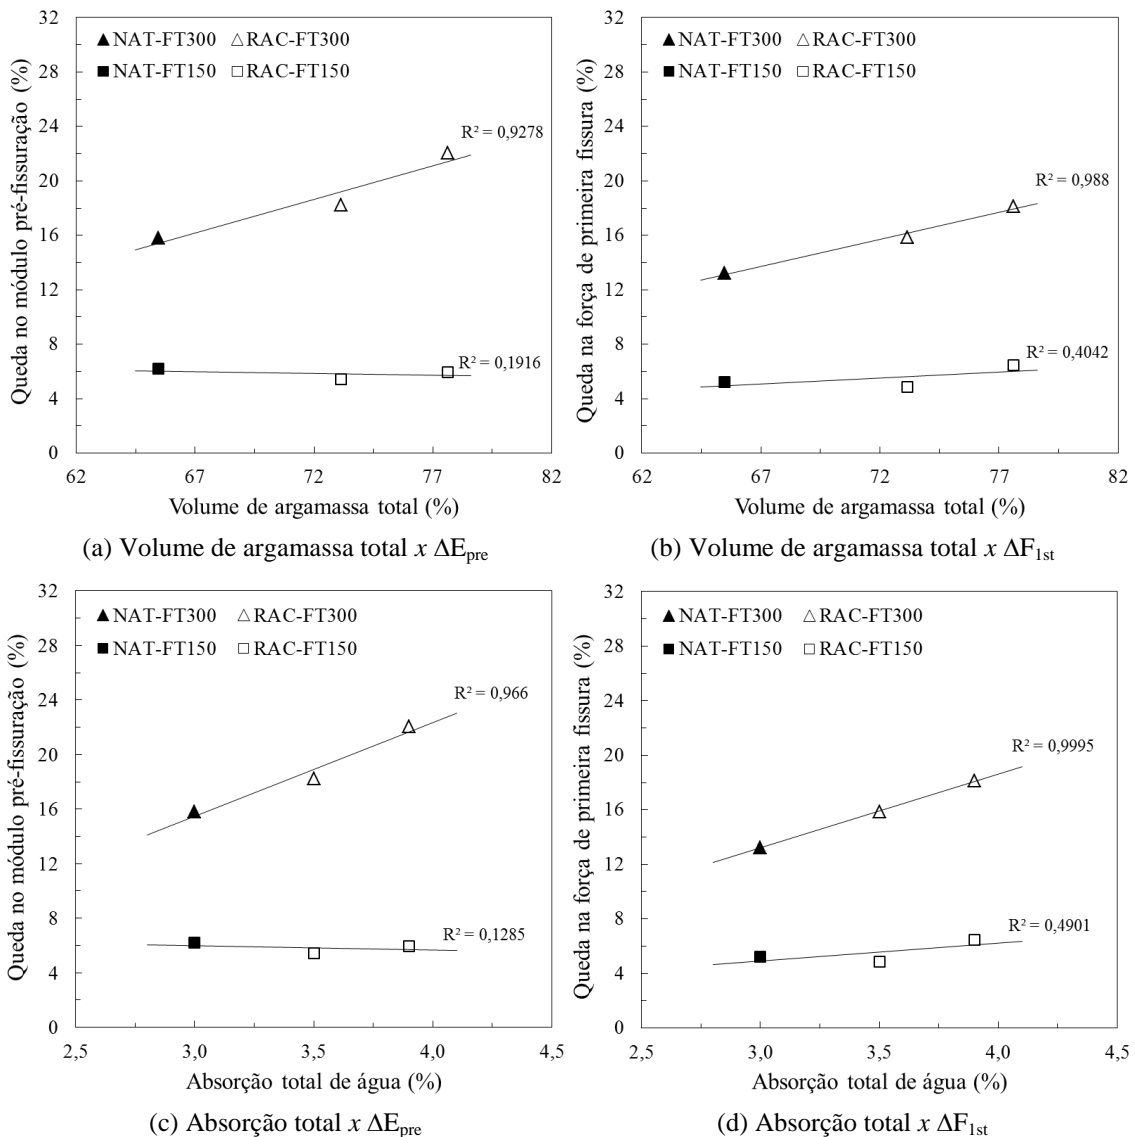 Queda no módulo pré-fissuração (%)
32
28
24
20
16
12
8
4
0
NAT-FT300 RAC-FT300
NAT-FT150 RAC-FT150
R² = 0,9278
R² = 0,1916
62 67 72 77 82
Volume de argamassa total (%)
(a) Volume de argamassa total x ΔEpre
Queda na força de primeira fissura (%)
32
28
24
20
16
12
8
4
0
NAT-FT300 RAC-FT300
NAT-FT150 RAC-FT150
R² = 0,988
R² = 0,4042
62 67 72 77 82
Volume de argamassa total (%)
(b) Volume de argamassa total x ΔF1st
Queda no módulo pré-fissuração (%)
32
28
24
20
16
12
8
4
0
NAT-FT300 RAC-FT300
NAT-FT150 RAC-FT150
R² = 0,966
R² = 0,1285
2,5 3,0 3,5 4,0 4,5
Absorção total de água (%)
(c) Absorção total x ΔEpre
Queda na força de primeira fissura (%)
32
28
24
20
16
12
8
4
0
NAT-FT300 RAC-FT300
NAT-FT150 RAC-FT150
R² = 0,9995
R² = 0,4901
2,5 3,0 3,5 4,0 4,5
Absorção total de água (%)
(d) Absorção total x ΔF1st